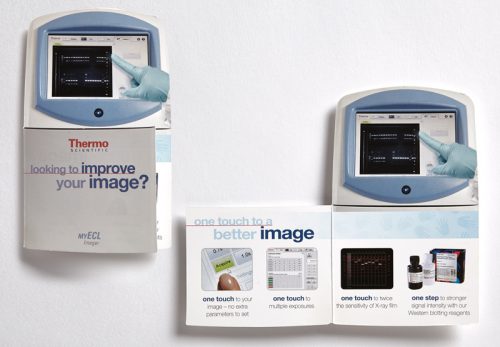 Thermo
SCIENTIFIC
looking to improve
your image?
MYECL
Imager
one touch to a
better image
Acquire
one touch to your
image – no extra
parameters to set
one touch to
multiple exposures
one touch to twice
the sensitivity of X-ray film
one step to stronger
signal intensity with our
Western blotting reagents